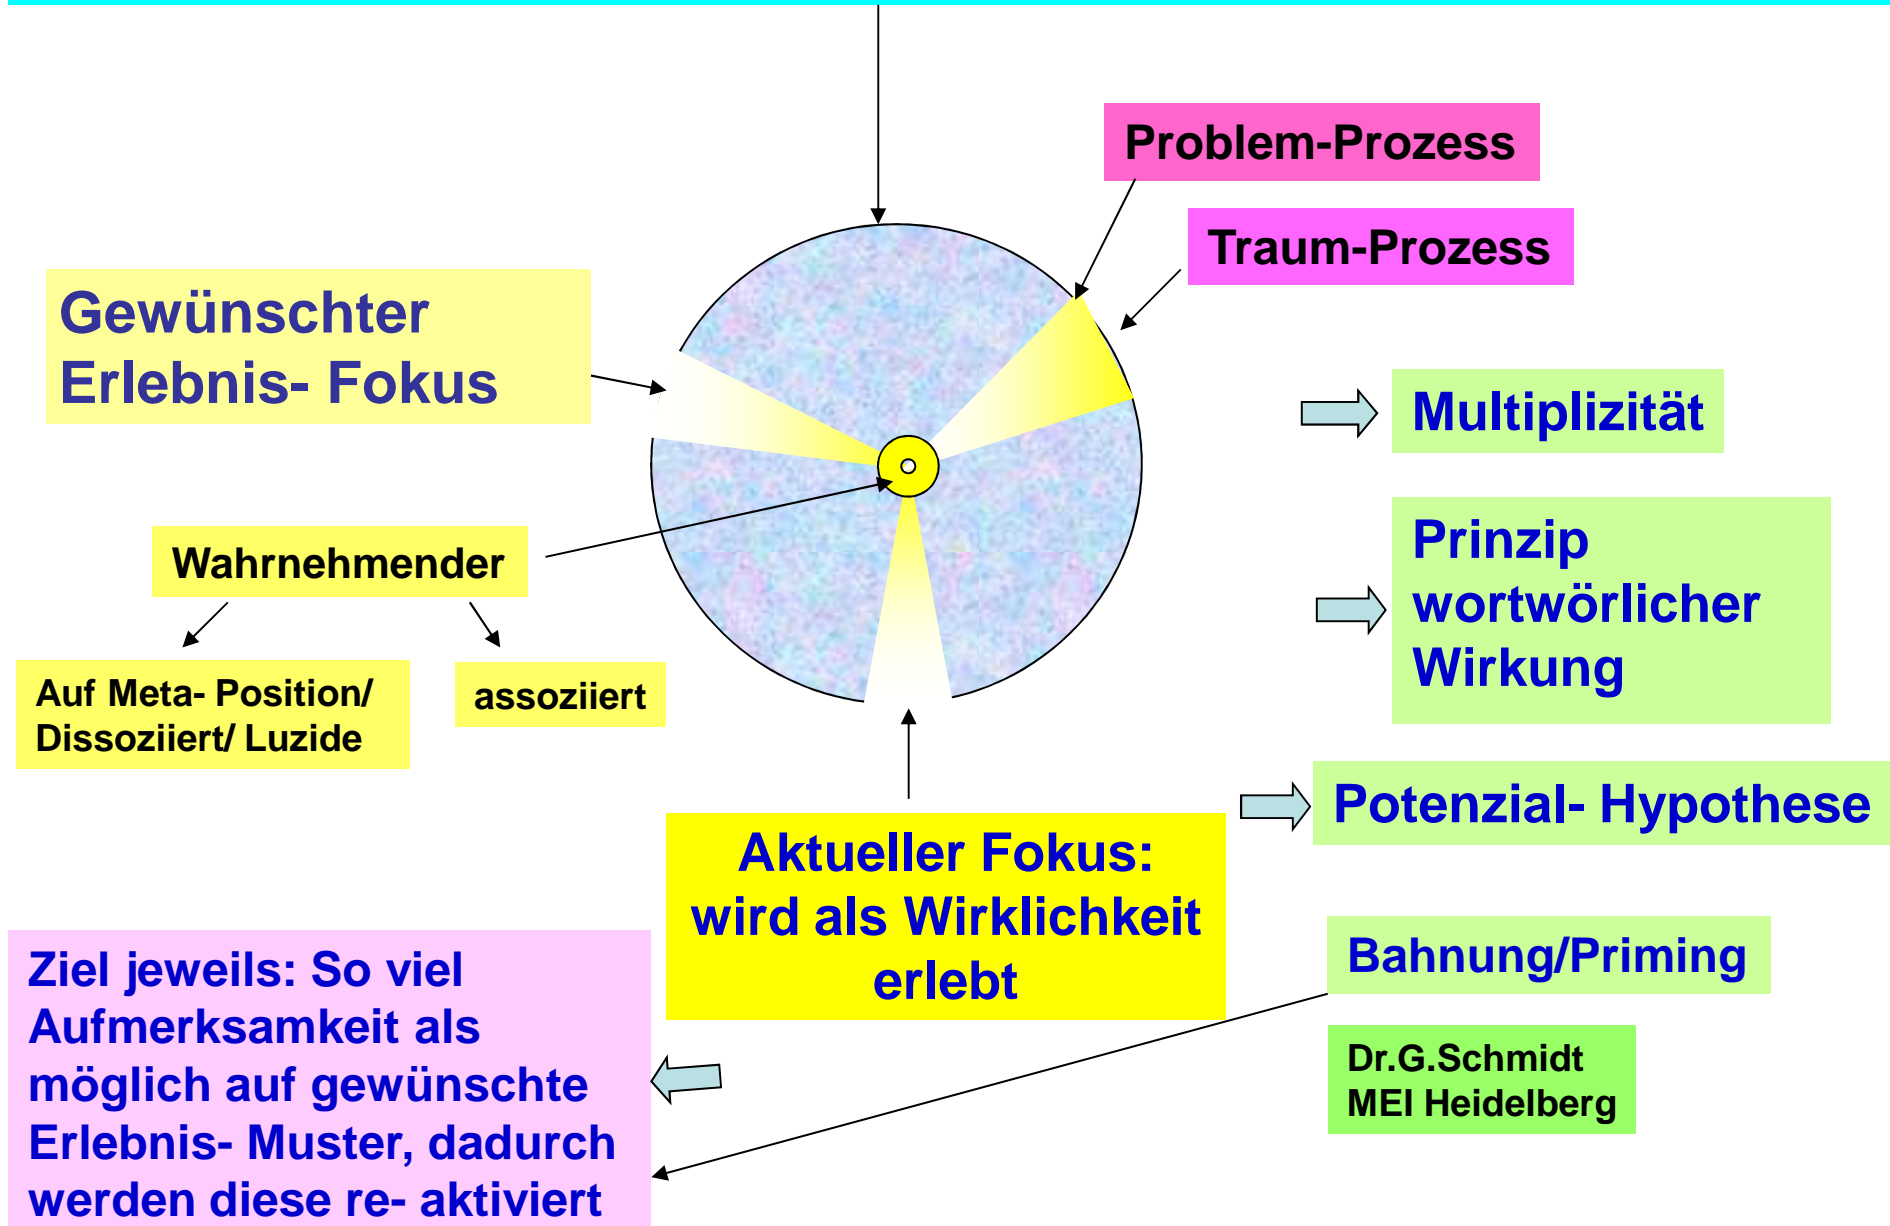 Problem-Prozess
Traum-Prozess
Gewünschter
Erlebnis- Fokus
Multiplizität
Prinzip
wortwörlicher
Wirkung
Wahrnehmender
Auf Meta- Position/
Dissoziiert/ Luzide
assoziiert
Potenzial- Hypothese
Aktueller Fokus:
wird als Wirklichkeit
erlebt
Bahnung/Priming
Ziel jeweils: So viel
Aufmerksamkeit als
möglich auf gewünschte
Erlebnis- Muster, dadurch
werden diese re- aktiviert
Dr.G.Schmidt
MEI Heidelberg